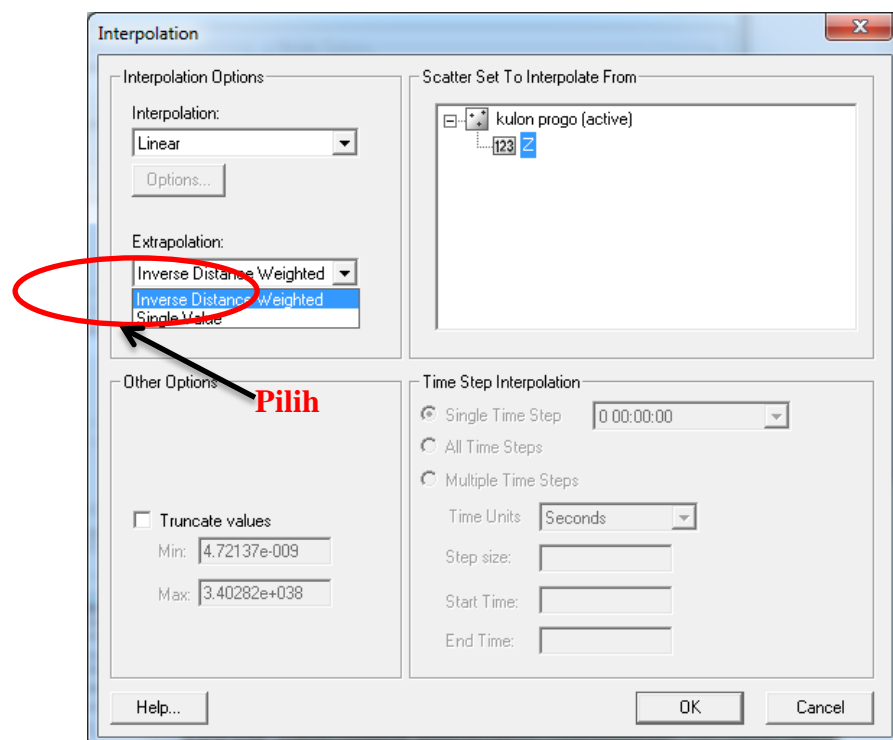 Interpolation
Interpolation Options
Interpolation:
Linear
Options...
Extrapolation:
Inverse Distance Weighted
Inverse Distance Weighted
Single Value
Scatter Set To Interpolate From
kulon progo (active)
123 Z
Other Options
Pilih
Truncate values
Min: 4.72137e-009
Max: 3.40282e+038
Time Step Interpolation
Single Time Step 0 00:00:00
All Time Steps
Multiple Time Steps
Time Units Seconds
Step size:
Start Time:
End Time:
Help...
OK
Cancel